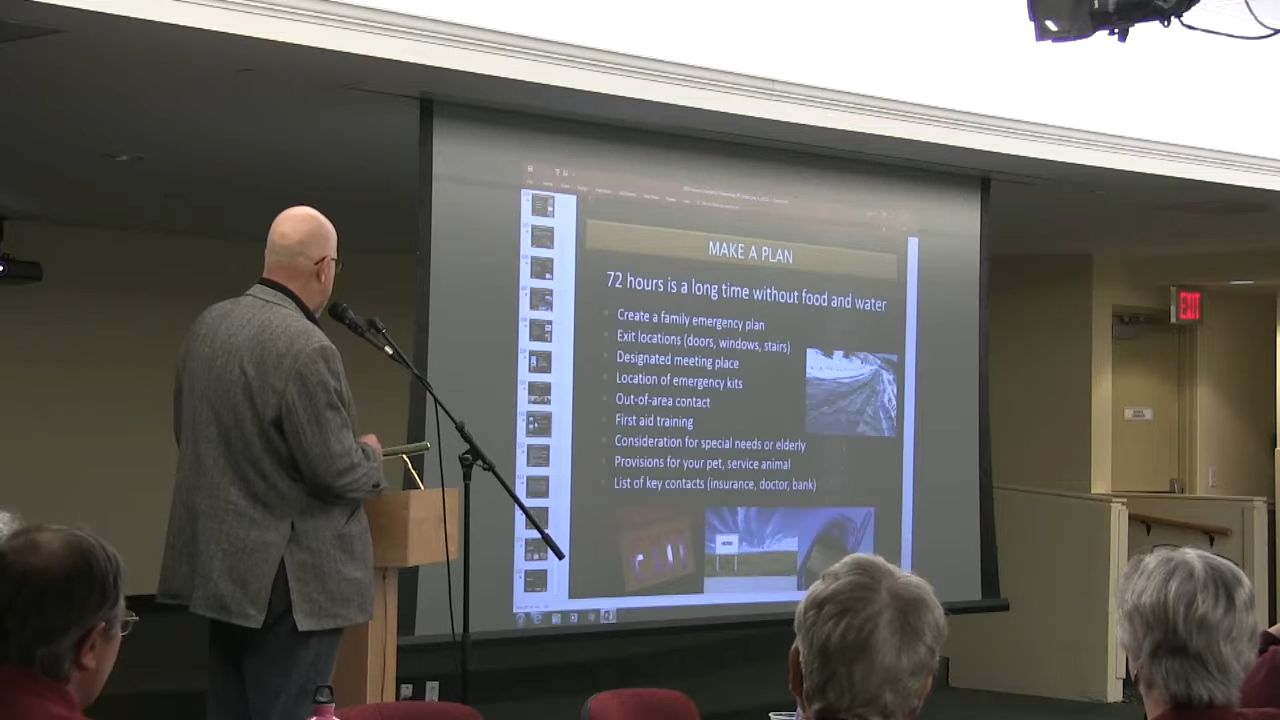 MAKE A PLAN
72 hours is a long time without food and water
Create a family emergency plan
Exit locations (doors, windows, stairs)
Designated meeting place
Location of emergency kits
Out-of-area contact
First aid training
Consideration for special needs or elderly
Provisions for your pet, service animal
List of key contacts (insurance, doctor, bank)
EXIT